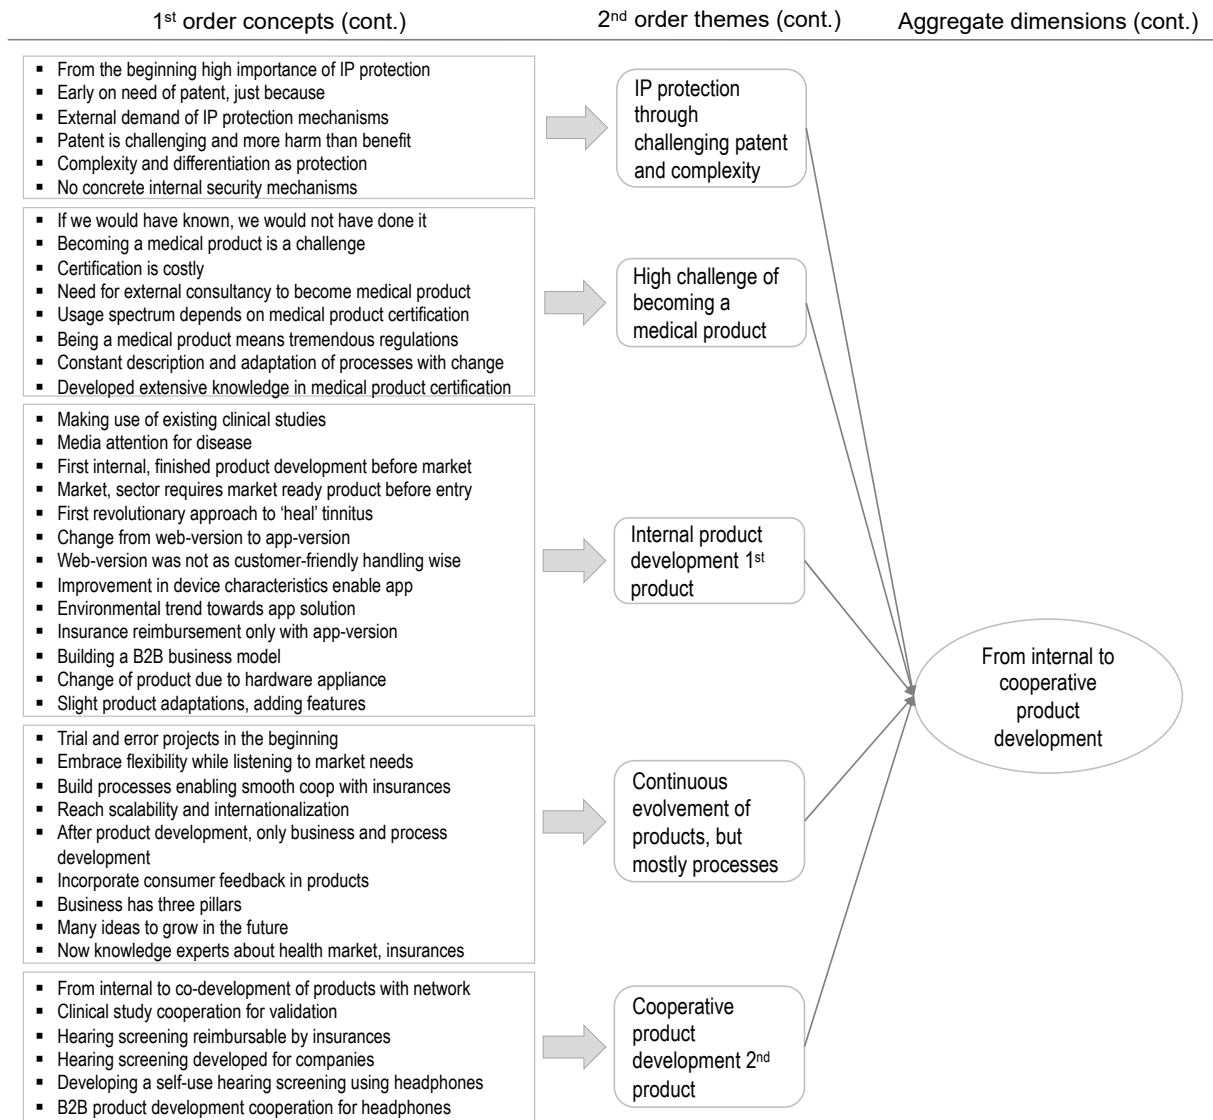 1st order concepts (cont.)
2nd order themes (cont.)
Aggregate dimensions (cont.)
▪ From the beginning high importance of IP protection
▪ Early on need of patent, just because
▪ External demand of IP protection mechanisms
▪ Patent is challenging and more harm than benefit
▪ Complexity and differentiation as protection
▪ No concrete internal security mechanisms
IP protection
through
challenging patent
and complexity
▪ If we would have known, we would not have done it
▪ Becoming a medical product is a challenge
▪ Certification is costly
▪ Need for external consultancy to become medical product
▪ Usage spectrum depends on medical product certification
▪ Being a medical product means tremendous regulations
▪ Constant description and adaptation of processes with change
▪ Developed extensive knowledge in medical product certification
High challenge of
becoming a
medical product
▪ Making use of existing clinical studies
▪ Media attention for disease
▪ First internal, finished product development before market
▪ Market, sector requires market ready product before entry
▪ First revolutionary approach to ‘heal’ tinnitus
▪ Change from web-version to app-version
▪ Web-version was not as customer-friendly handling wise
▪ Improvement in device characteristics enable app
▪ Environmental trend towards app solution
▪ Insurance reimbursement only with app-version
▪ Building a B2B business model
▪ Change of product due to hardware appliance
▪ Slight product adaptations, adding features
Internal product
development 1st
product
▪ Trial and error projects in the beginning
▪ Embrace flexibility while listening to market needs
▪ Build processes enabling smooth coop with insurances
▪ Reach scalability and internationalization
▪ After product development, only business and process
development
▪ Incorporate consumer feedback in products
▪ Business has three pillars
▪ Many ideas to grow in the future
▪ Now knowledge experts about health market, insurances
Continuous
evolvement of
products, but
mostly processes
▪ From internal to co-development of products with network
▪ Clinical study cooperation for validation
▪ Hearing screening reimbursable by insurances
▪ Hearing screening developed for companies
▪ Developing a self-use hearing screening using headphones
▪ B2B product development cooperation for headphones
Cooperative
product
development 2nd
product
From internal to
cooperative
product
development